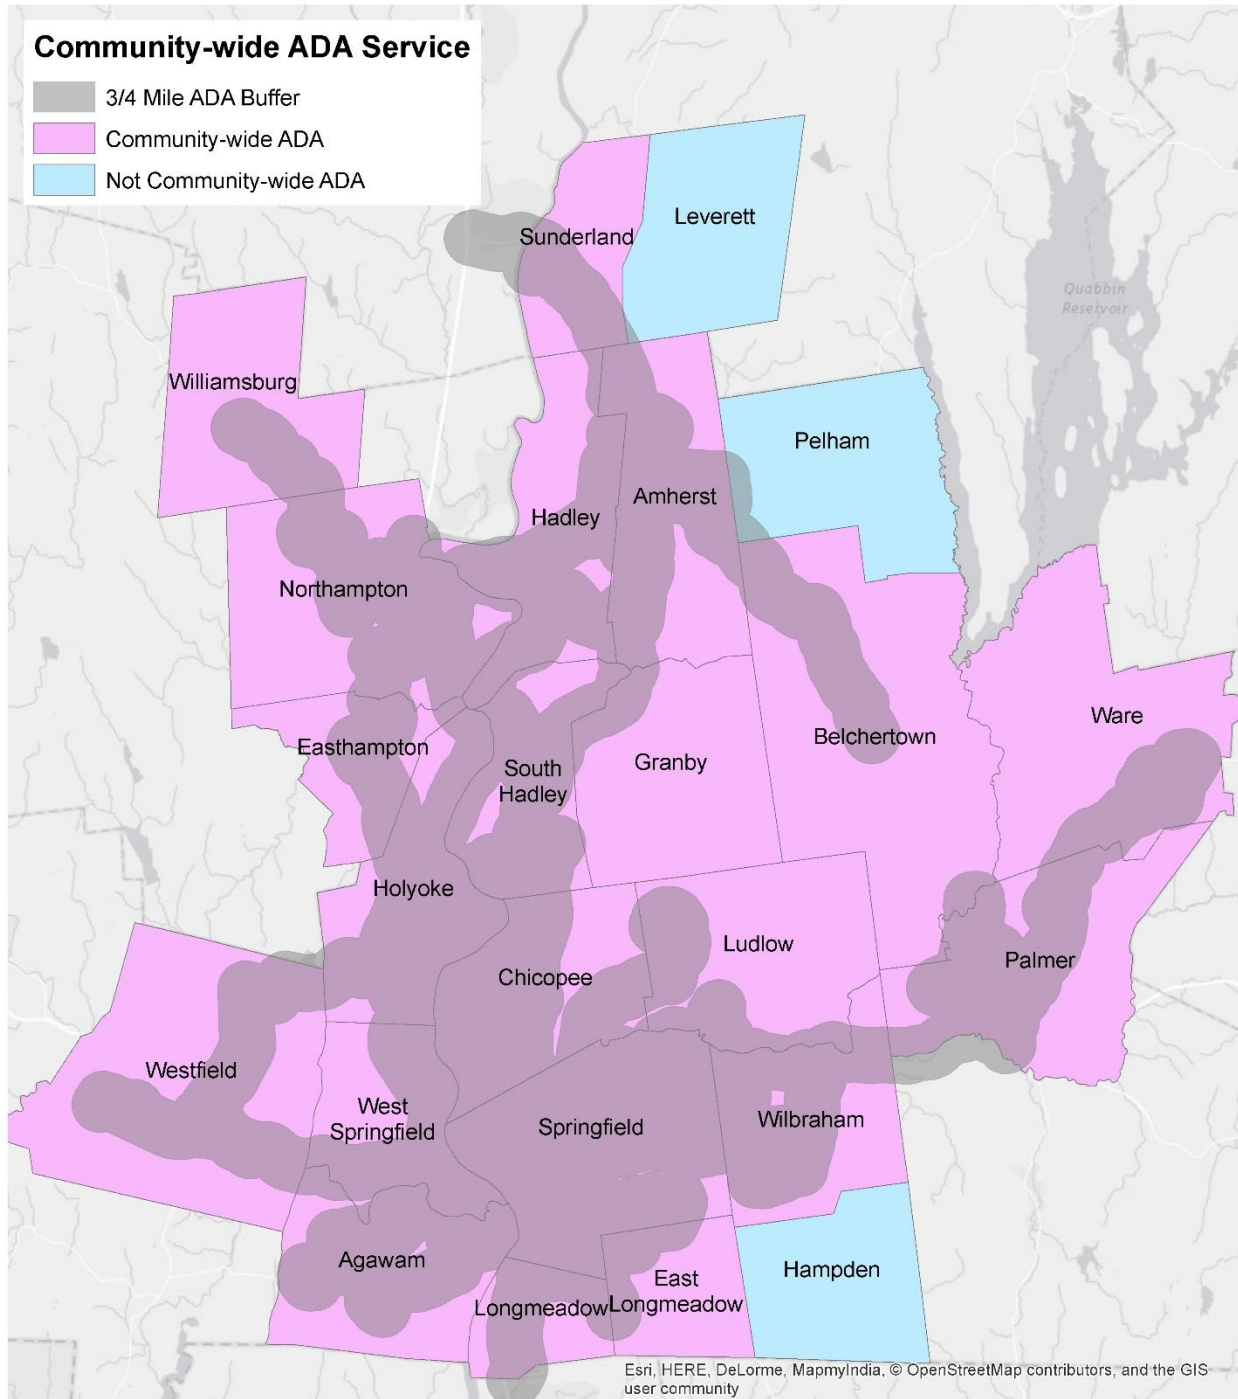 Community-wide ADA Service
3/4 Mile ADA Buffer
Community-wide ADA
Not Community-wide ADA
Leverett
Sunderland
Quabbin
Reservoir
Williamsburg
Pelham
Amherst
Hadley
Northampton
Ware
Belchertown
Easthampton
Granby
South
Hadley
Holyoke
Ludlow
Palmer
Chicopee
Westfield
West
Springfield
Springfield
Wilbraham
Agawam
Hampden
East
Longmeadow
Longmeadow
Esri, HERE, DeLorme, MapmyIndia, © OpenStreetMap contributors, and the GIS
user community